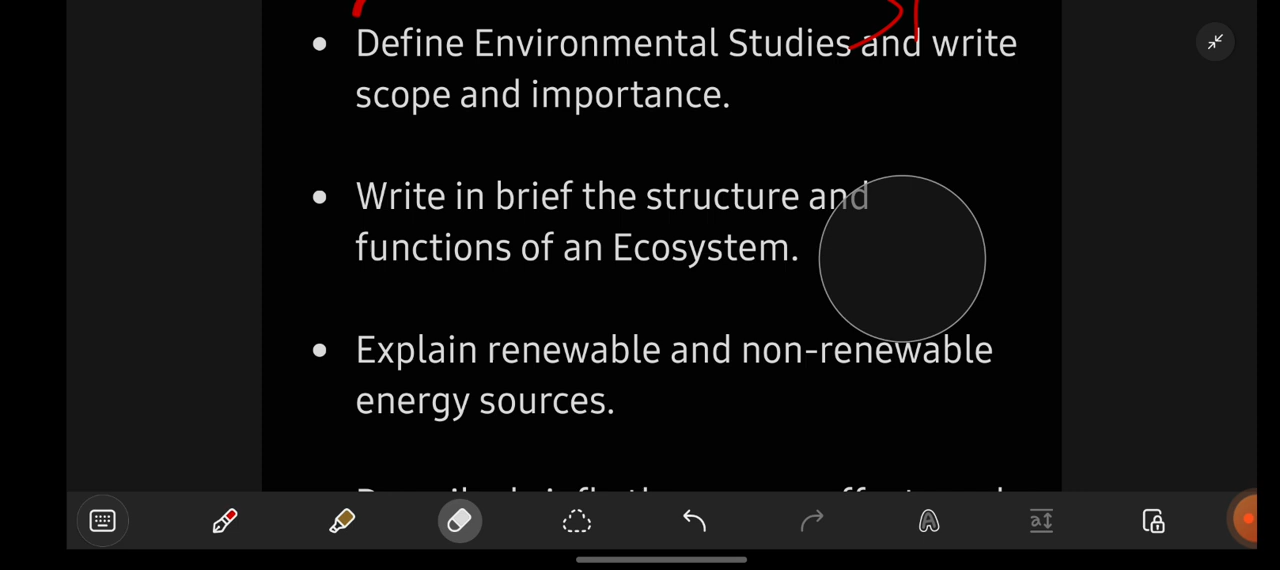 • Define Environmental Studies and write
scope and importance.
• Write in brief the structure and
functions of an Ecosystem.
• Explain renewable and non-renewable
energy sources.